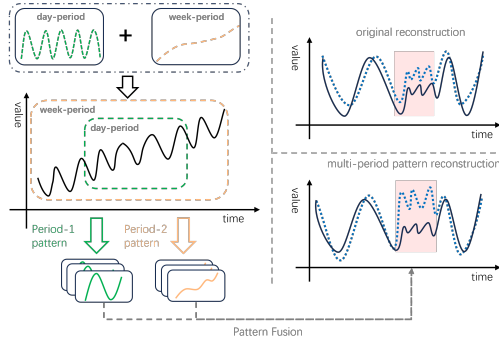 day-period
week-period
+
value
week-period
day-period
time
Period-1
pattern
Period-2
pattern
original reconstruction
value
time
multi-period pattern reconstruction
value
time
Pattern Fusion